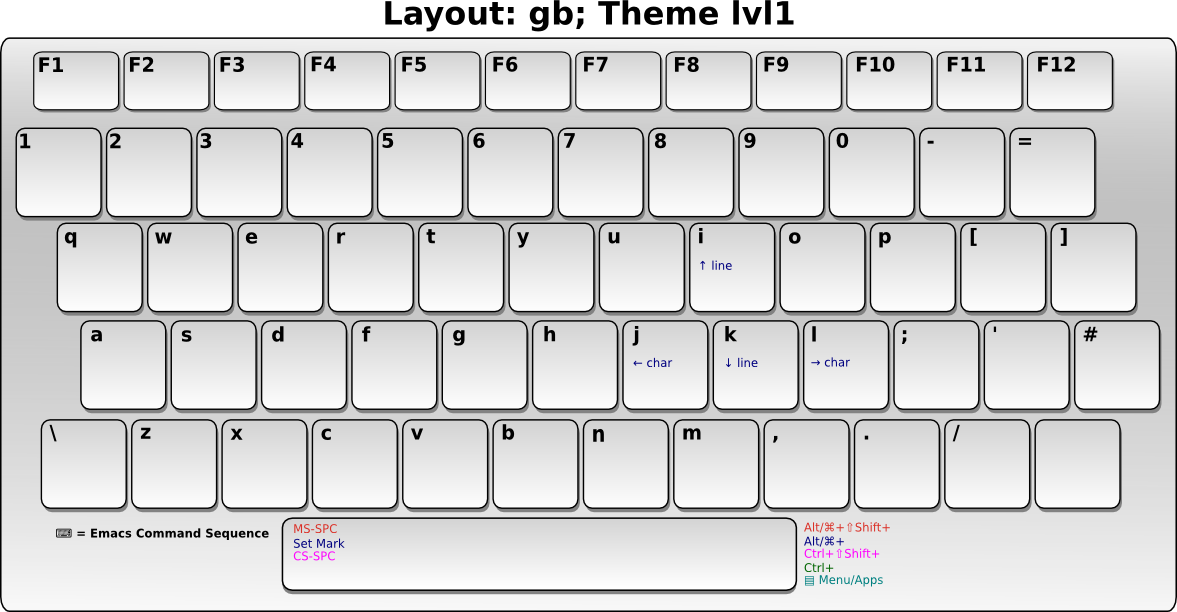 Layout: gb; Theme lvl1
F1 F2 F3 F4 F5 F6 F7 F8 F9 F10 F11 F12
1 2 3 4 5 6 7 8 9 0 - =
q w e r t y u i o p [ ]
↑ line
a s d f g h j k l ; ' #
← char ↓ line → char
\ z x c v b n m , . /
⌨ = Emacs Command Sequence
MS-SPC
Set Mark
CS-SPC
Alt/⌘+⇧Shift+
Alt/⌘+
Ctrl+⇧Shift+
Ctrl+
▤ Menu/Apps